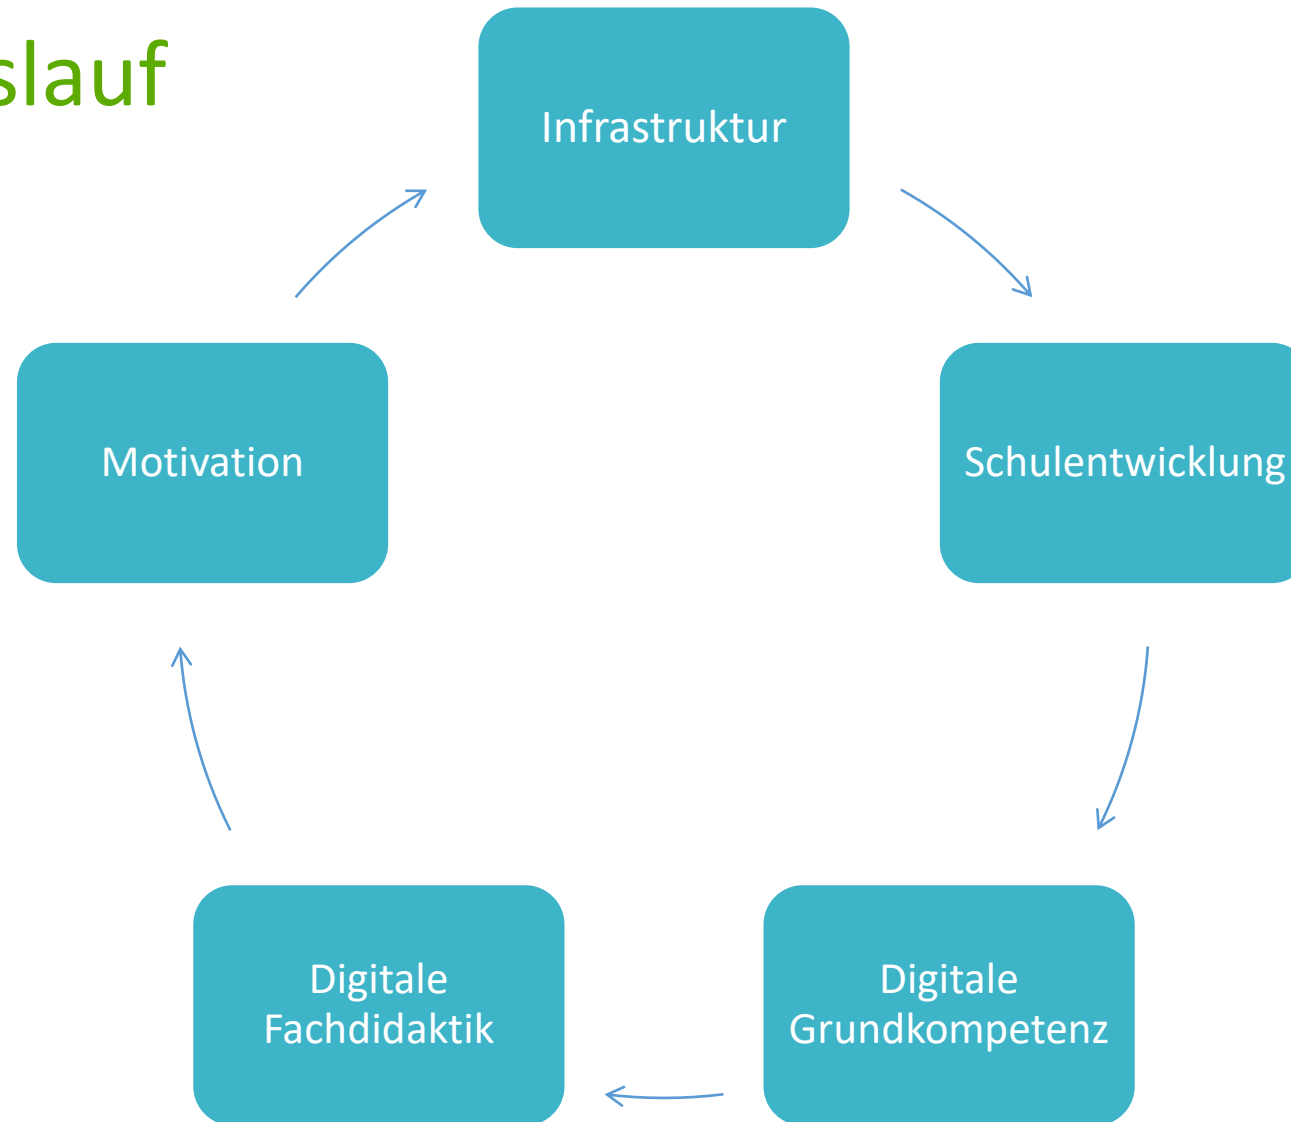 slauf
Infrastruktur
Motivation
Schulentwicklung
Digitale
Fachdidaktik
Digitale
Grundkompetenz